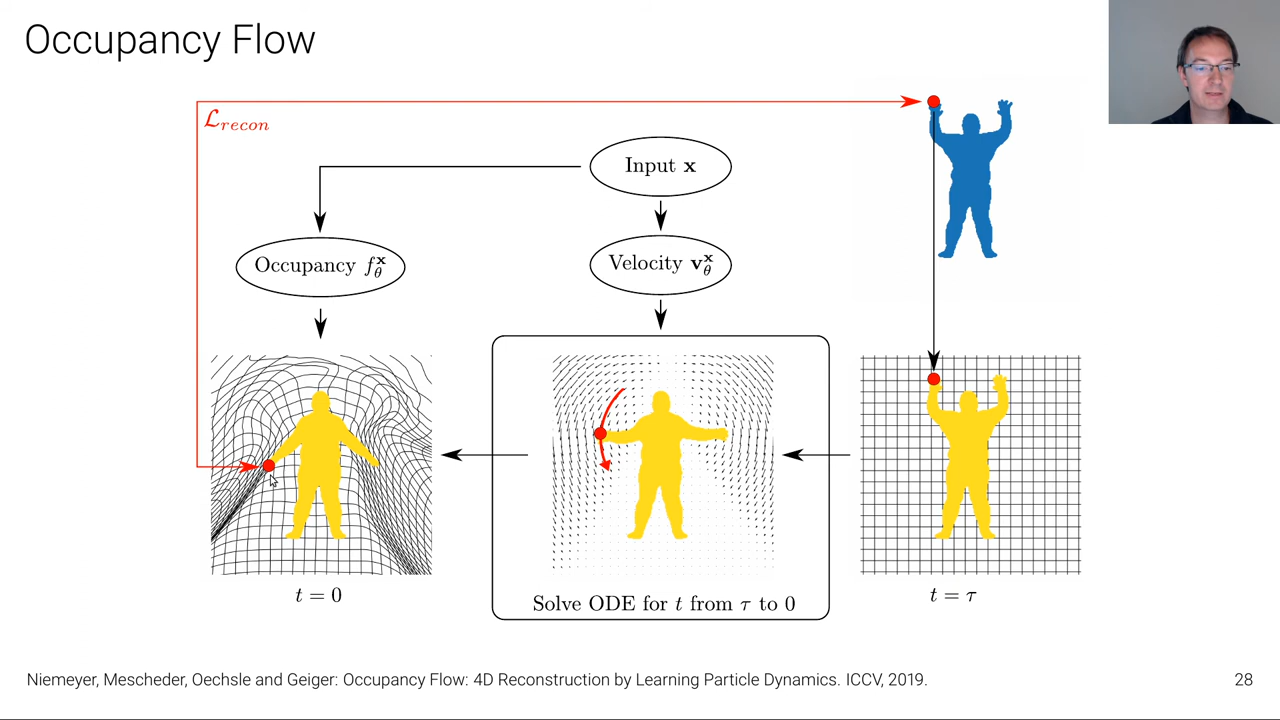 Occupancy Flow
ℒ_recon
Input x
Occupancy f_θ^x
Velocity v_θ^x
t = 0
Solve ODE for t from τ to 0
t = τ
Niemeyer, Mescheder, Oechsle and Geiger: Occupancy Flow: 4D Reconstruction by Learning Particle Dynamics. ICCV, 2019.
28